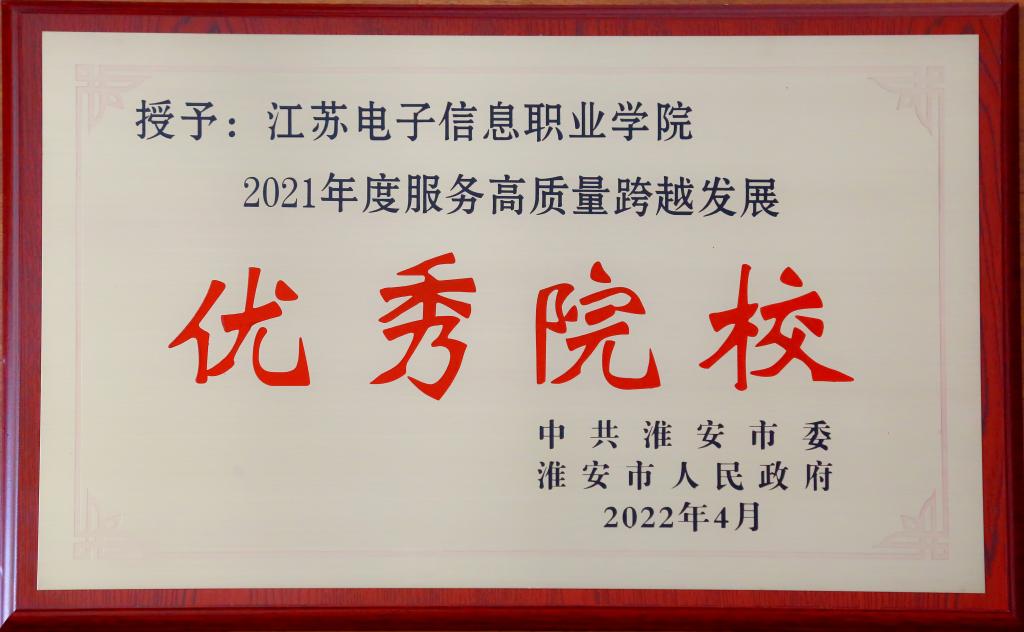 授予：江苏电子信息职业学院
2021年度服务高质量跨越发展
优秀院校
中共淮安市委
淮安市人民政府
2022年4月